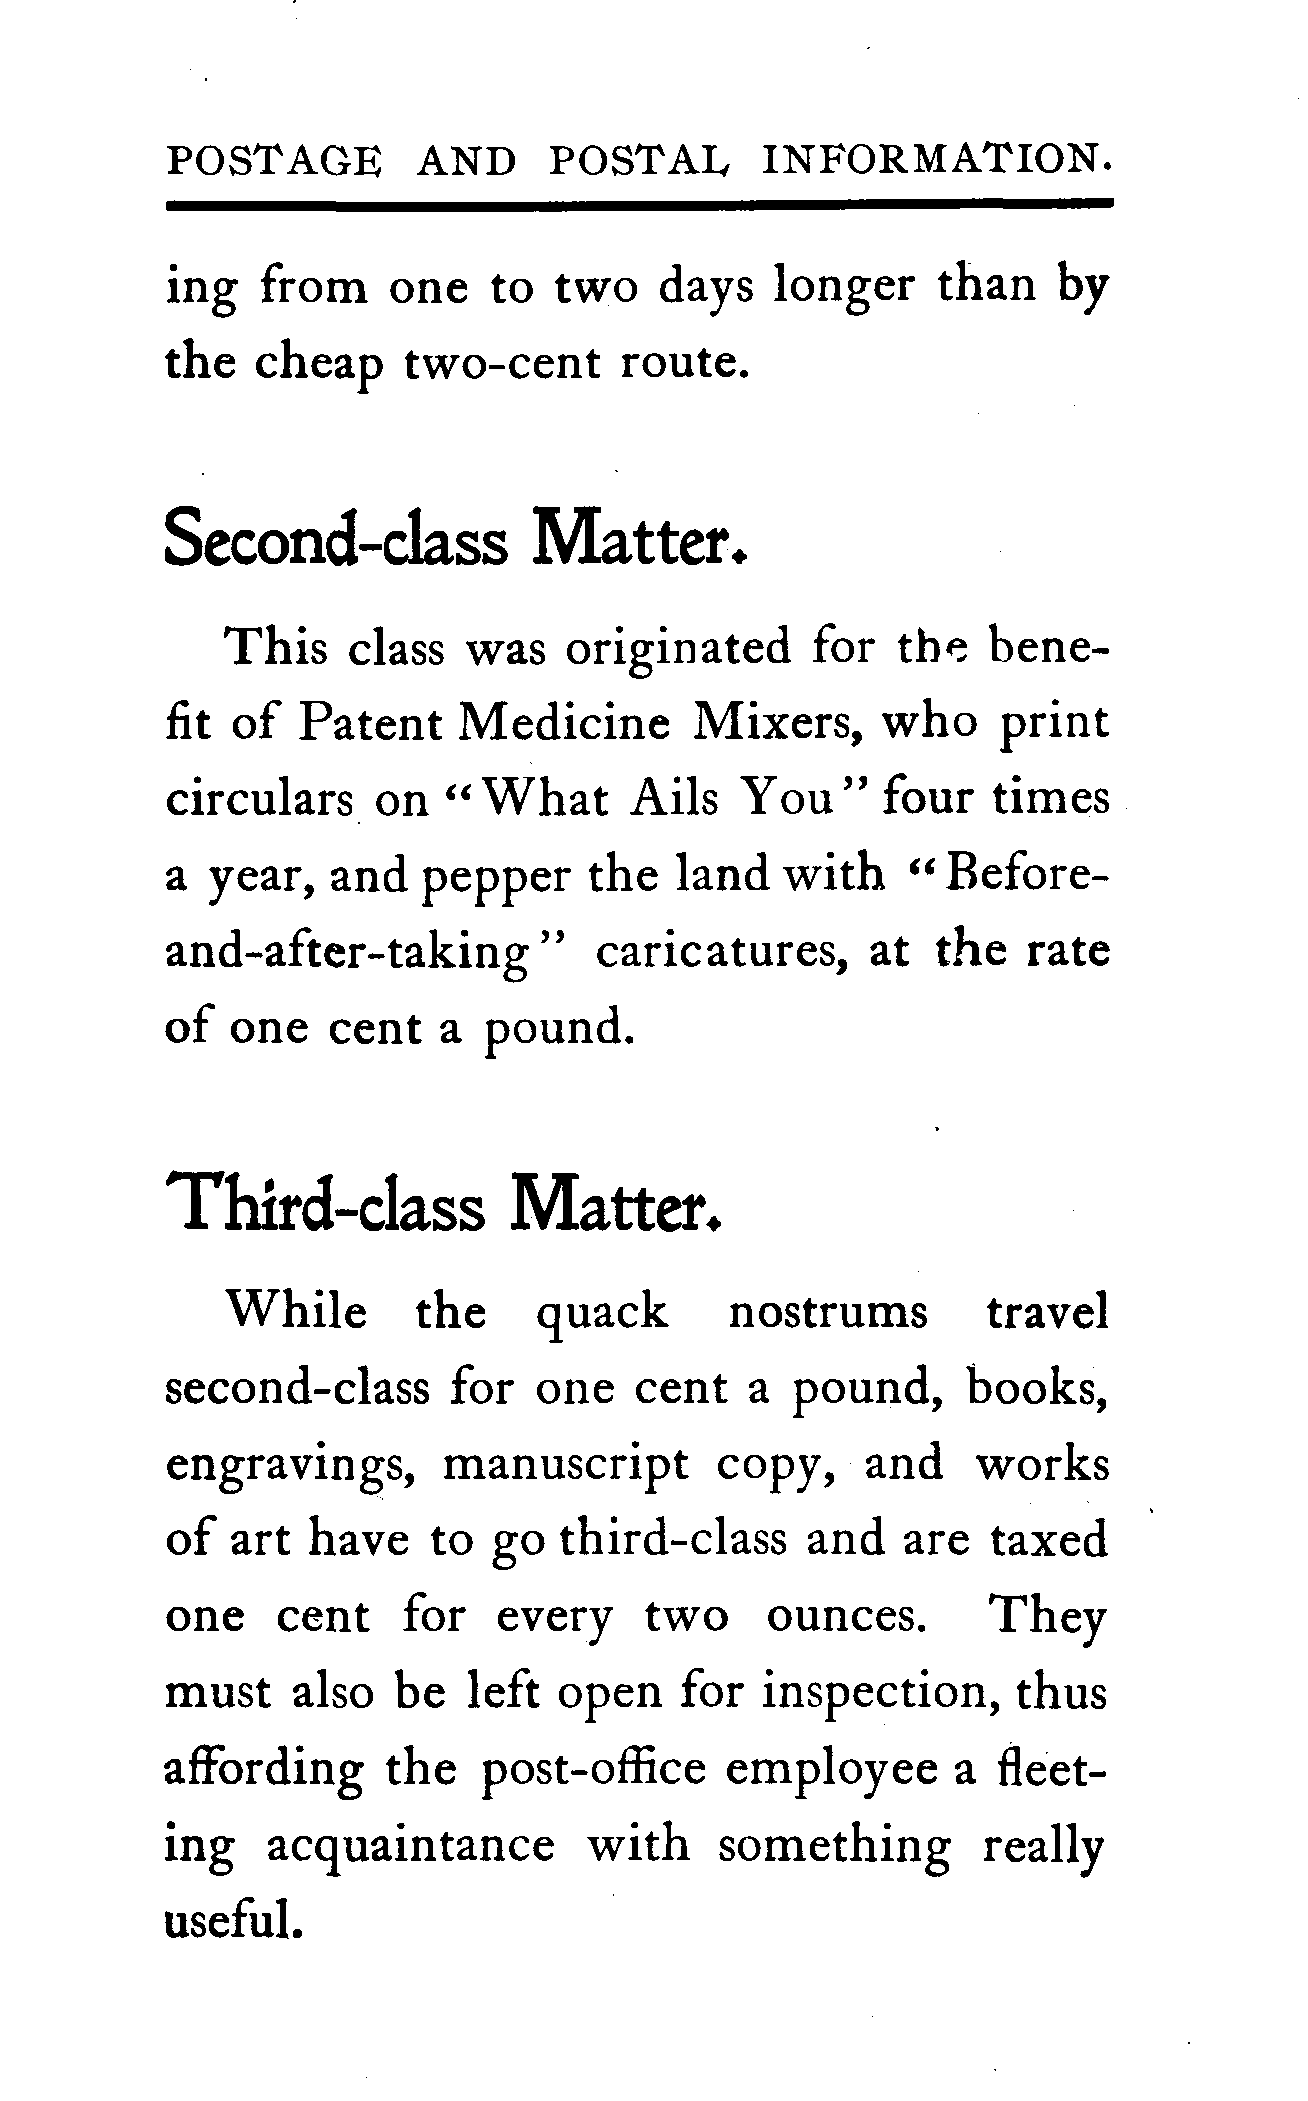 POSTAGE AND POSTAL INFORMATION.
ing from one to two days longer than by
the cheap two-cent route.
Second-class Matter.
This class was originated for the bene-
fit of Patent Medicine Mixers, who print
circulars on "What Ails You" four times
a year, and pepper the land with "Before-
and-after-taking" caricatures, at the rate
of one cent a pound.
Third-class Matter.
While the quack nostrums travel
second-class for one cent a pound, books,
engravings, manuscript copy, and works
of art have to go third-class and are taxed
one cent for every two ounces. They
must also be left open for inspection, thus
affording the post-office employee a fleet-
ing acquaintance with something really
useful.